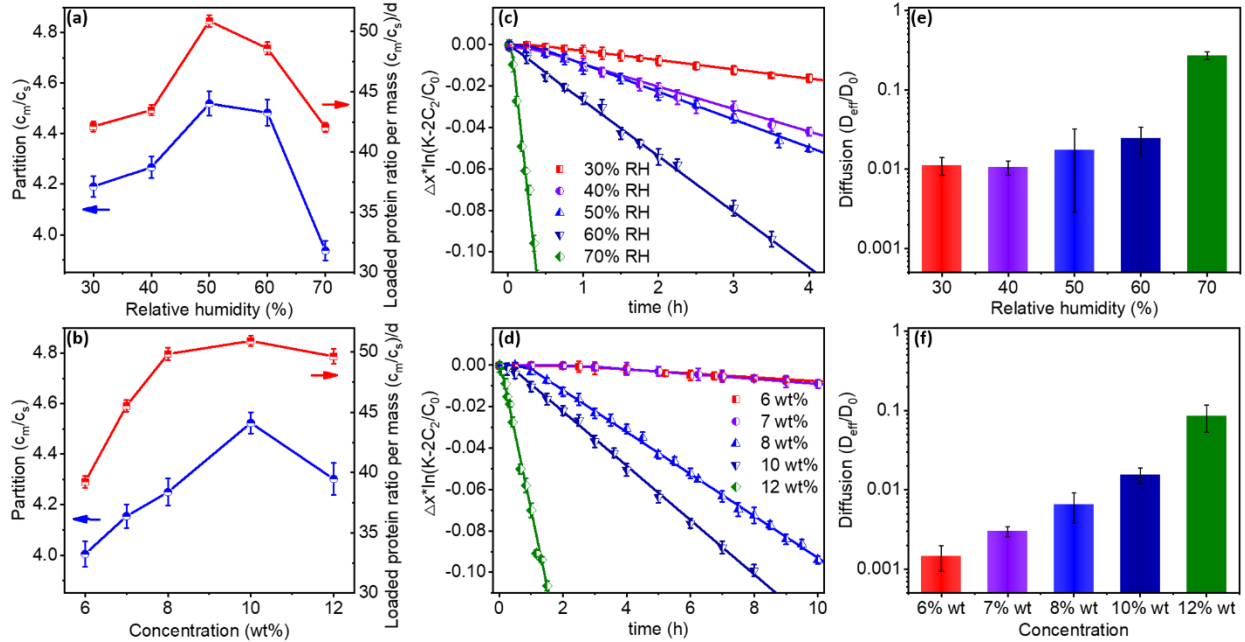 (a)
4.8
4.6
4.4
4.2
4.0
Partition (cm/cs)
50
45
40
35
30
Loaded protein ratio per mass (cm/cs)/d
30 40 50 60 70
Relative humidity (%)
(c)
0.00
-0.02
-0.04
-0.06
-0.08
-0.10
Δx*ln(K-2C2/C0)
30% RH
40% RH
50% RH
60% RH
70% RH
0 1 2 3 4
time (h)
(e)
1
0.1
0.01
0.001
Diffusion (Deff/D0)
30 40 50 60 70
Relative humidity (%)
(b)
4.8
4.6
4.4
4.2
4.0
Partition (cm/cs)
50
45
40
35
30
Loaded protein ratio per mass (cm/cs)/d
6 8 10 12
Concentration (wt%)
(d)
0.00
-0.02
-0.04
-0.06
-0.08
-0.10
Δx*ln(K-2C2/C0)
6 wt%
7 wt%
8 wt%
10 wt%
12 wt%
0 2 4 6 8 10
time (h)
(f)
1
0.1
0.01
0.001
Diffusion (Deff/D0)
6% wt 7% wt 8% wt 10% wt 12% wt
Concentration